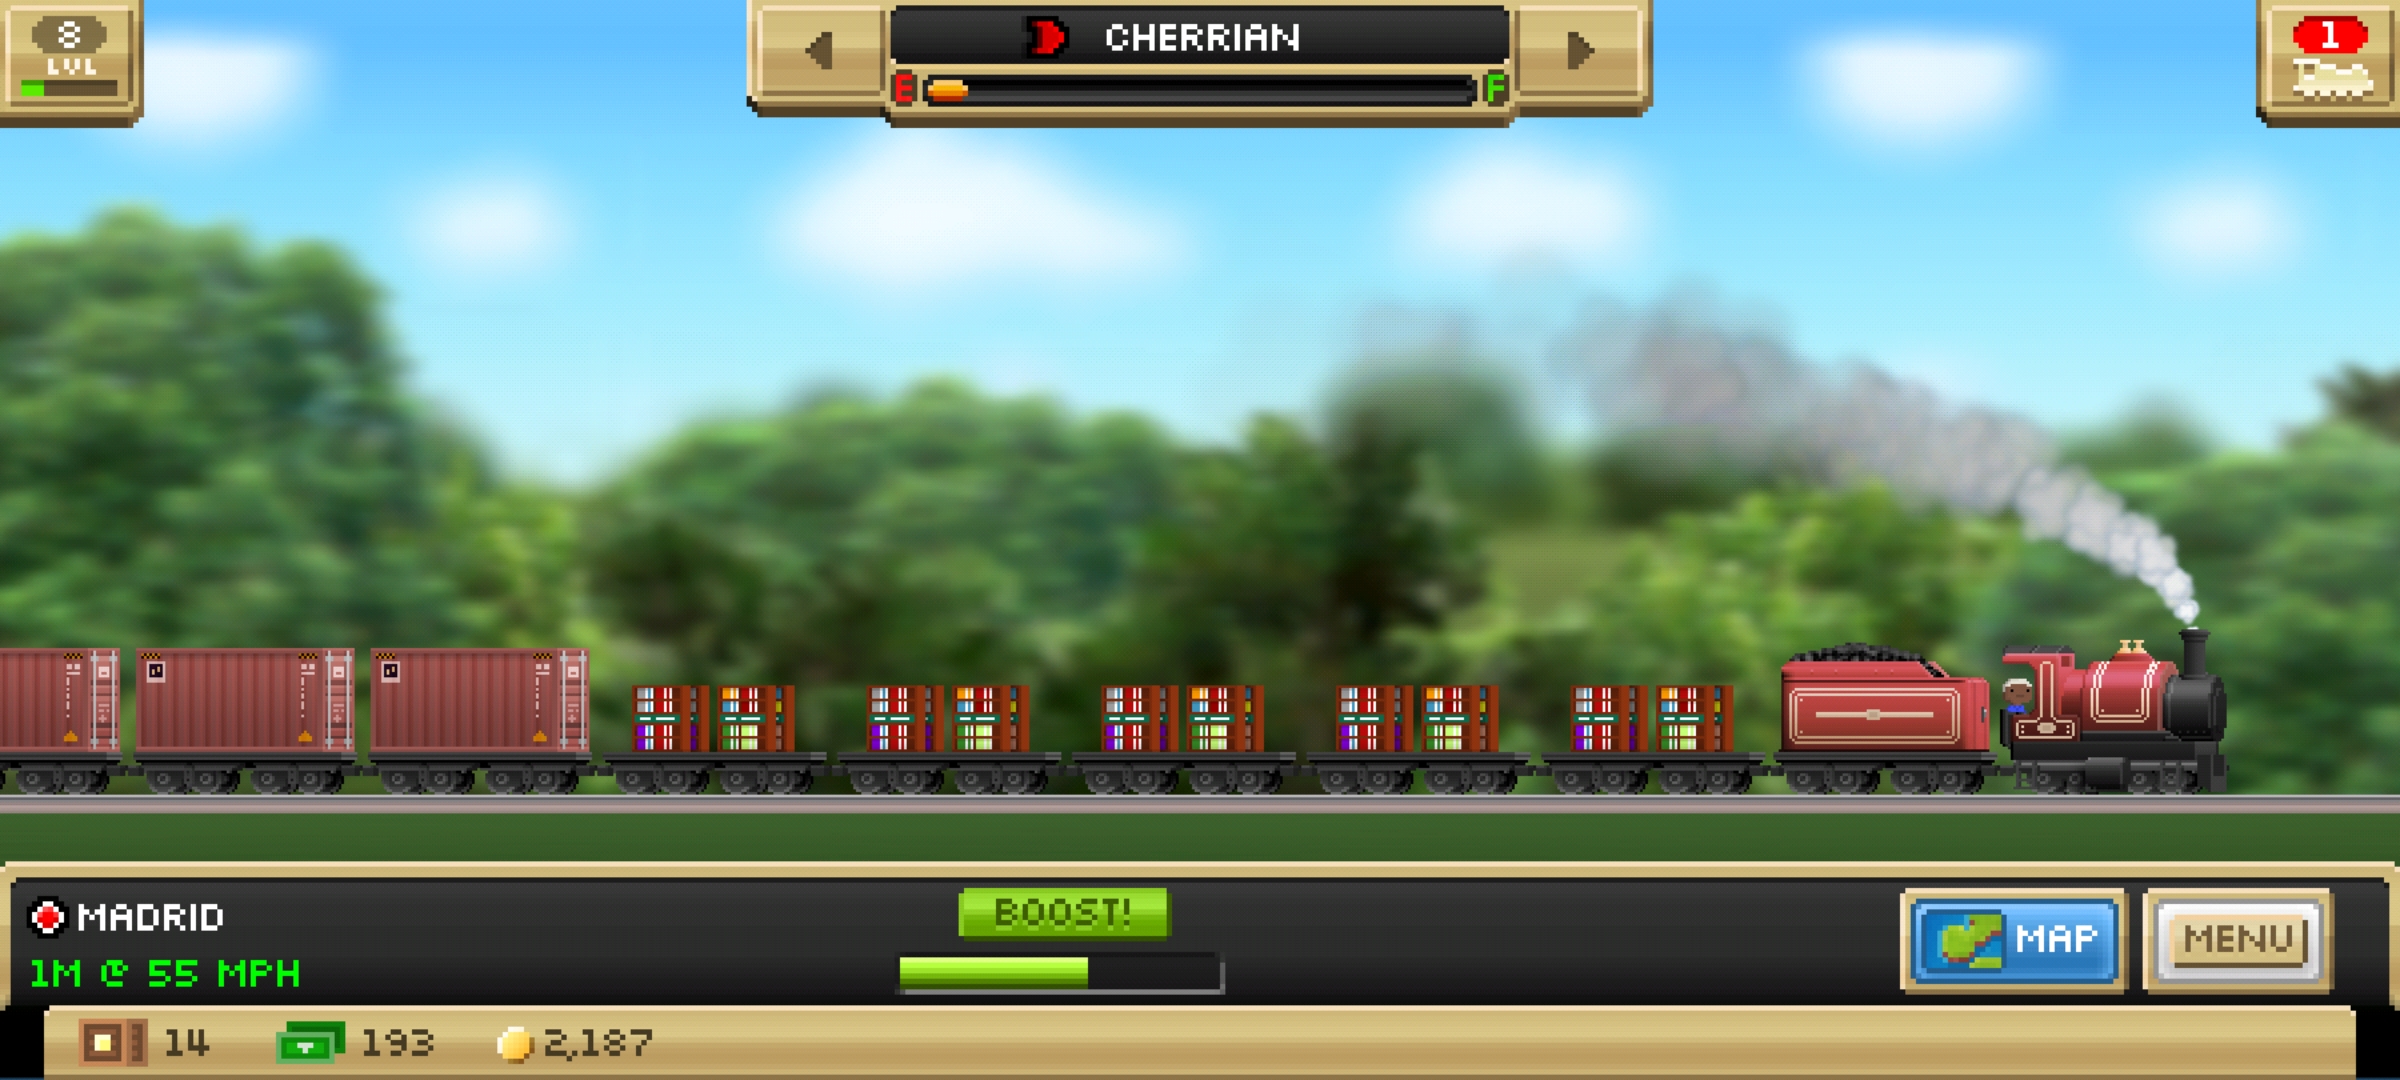 8
LVL
CHERRIAN
E F
1
MADRID
1M @ 55 MPH
BOOST!
MAP
MENU
14
193
2,187